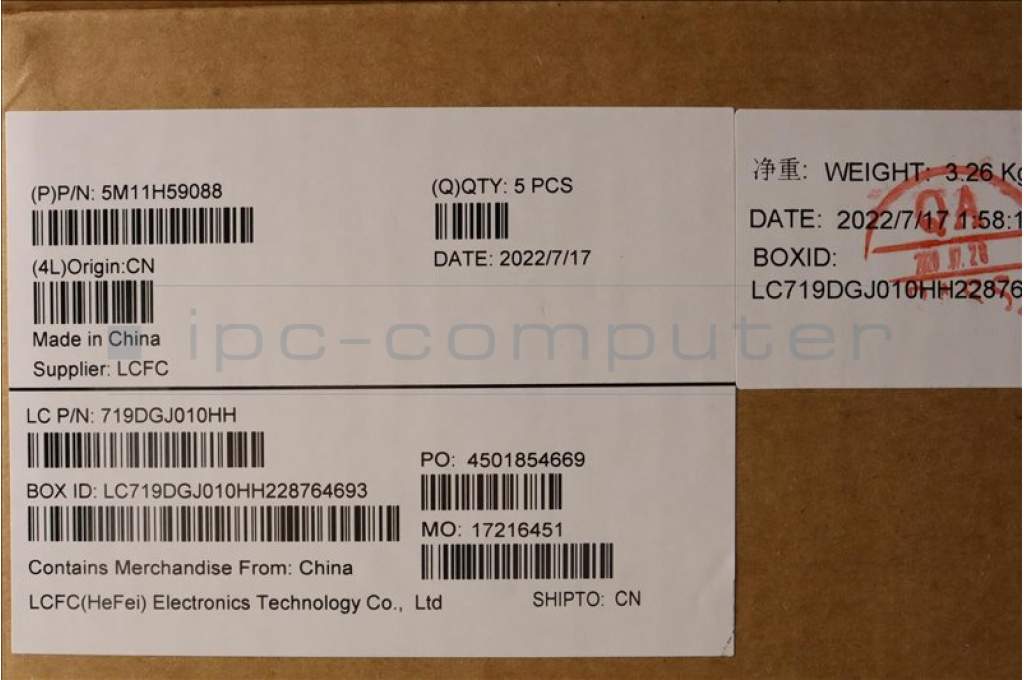 (P)P/N: 5M11H59088
(Q)QTY: 5 PCS
(4L)Origin:CN
DATE: 2022/7/17
Made in China
Supplier: LCFC
LC P/N: 719DGJ010HH
PO: 4501854669
BOX ID: LC719DGJ010HH228764693
MO: 17216451
Contains Merchandise From: China
LCFC(HeFei) Electronics Technology Co., Ltd
SHIPTO: CN
净重: WEIGHT: 3.26 Kg
DATE: 2022/7/17 1:58:1
BOXID:
LC719DGJ010HH22876
QA
ipc-computer